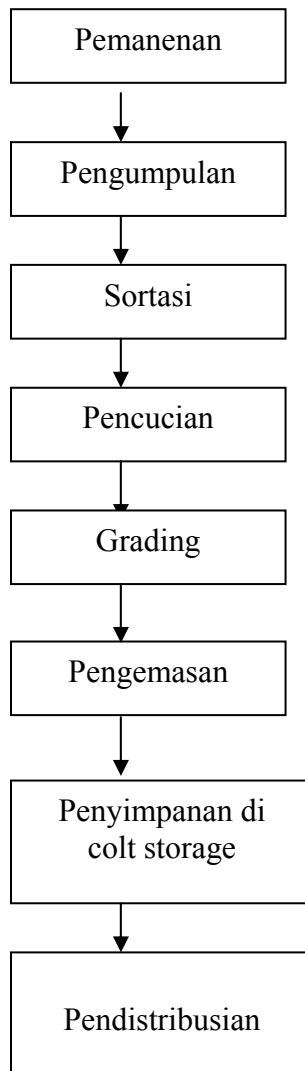 Pemanenan
Pengumpulan
Sortasi
Pencucian
Grading
Pengemasan
Penyimpanan di
colt storage
Pendistribusian